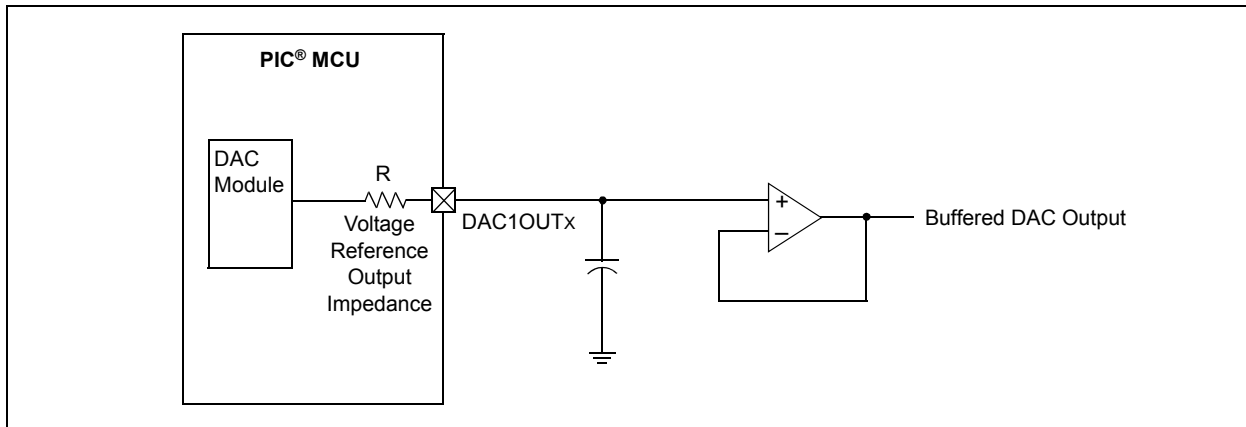 PIC® MCU
DAC
Module
R
Voltage
Reference
Output
Impedance
DAC1OUTX
+
–
Buffered DAC Output